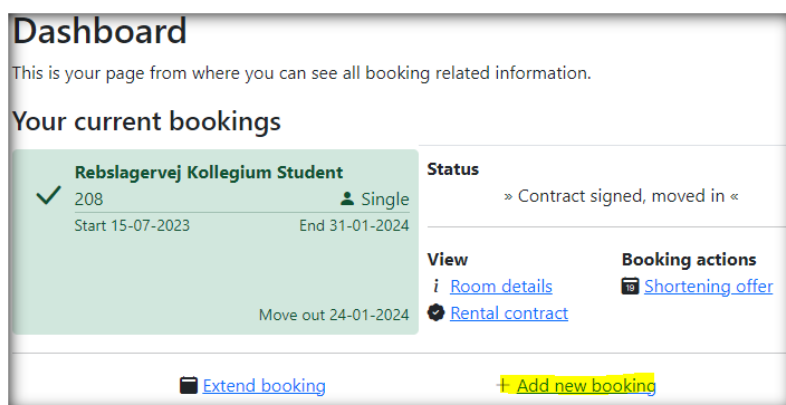 Dashboard
This is your page from where you can see all booking related information.
Your current bookings
Rebslagervej Kollegium Student
208 Single
Start 15-07-2023 End 31-01-2024
Move out 24-01-2024
Status
» Contract signed, moved in «
View
i Room details
Rental contract
Booking actions
19 Shortening offer
Extend booking
+ Add new booking